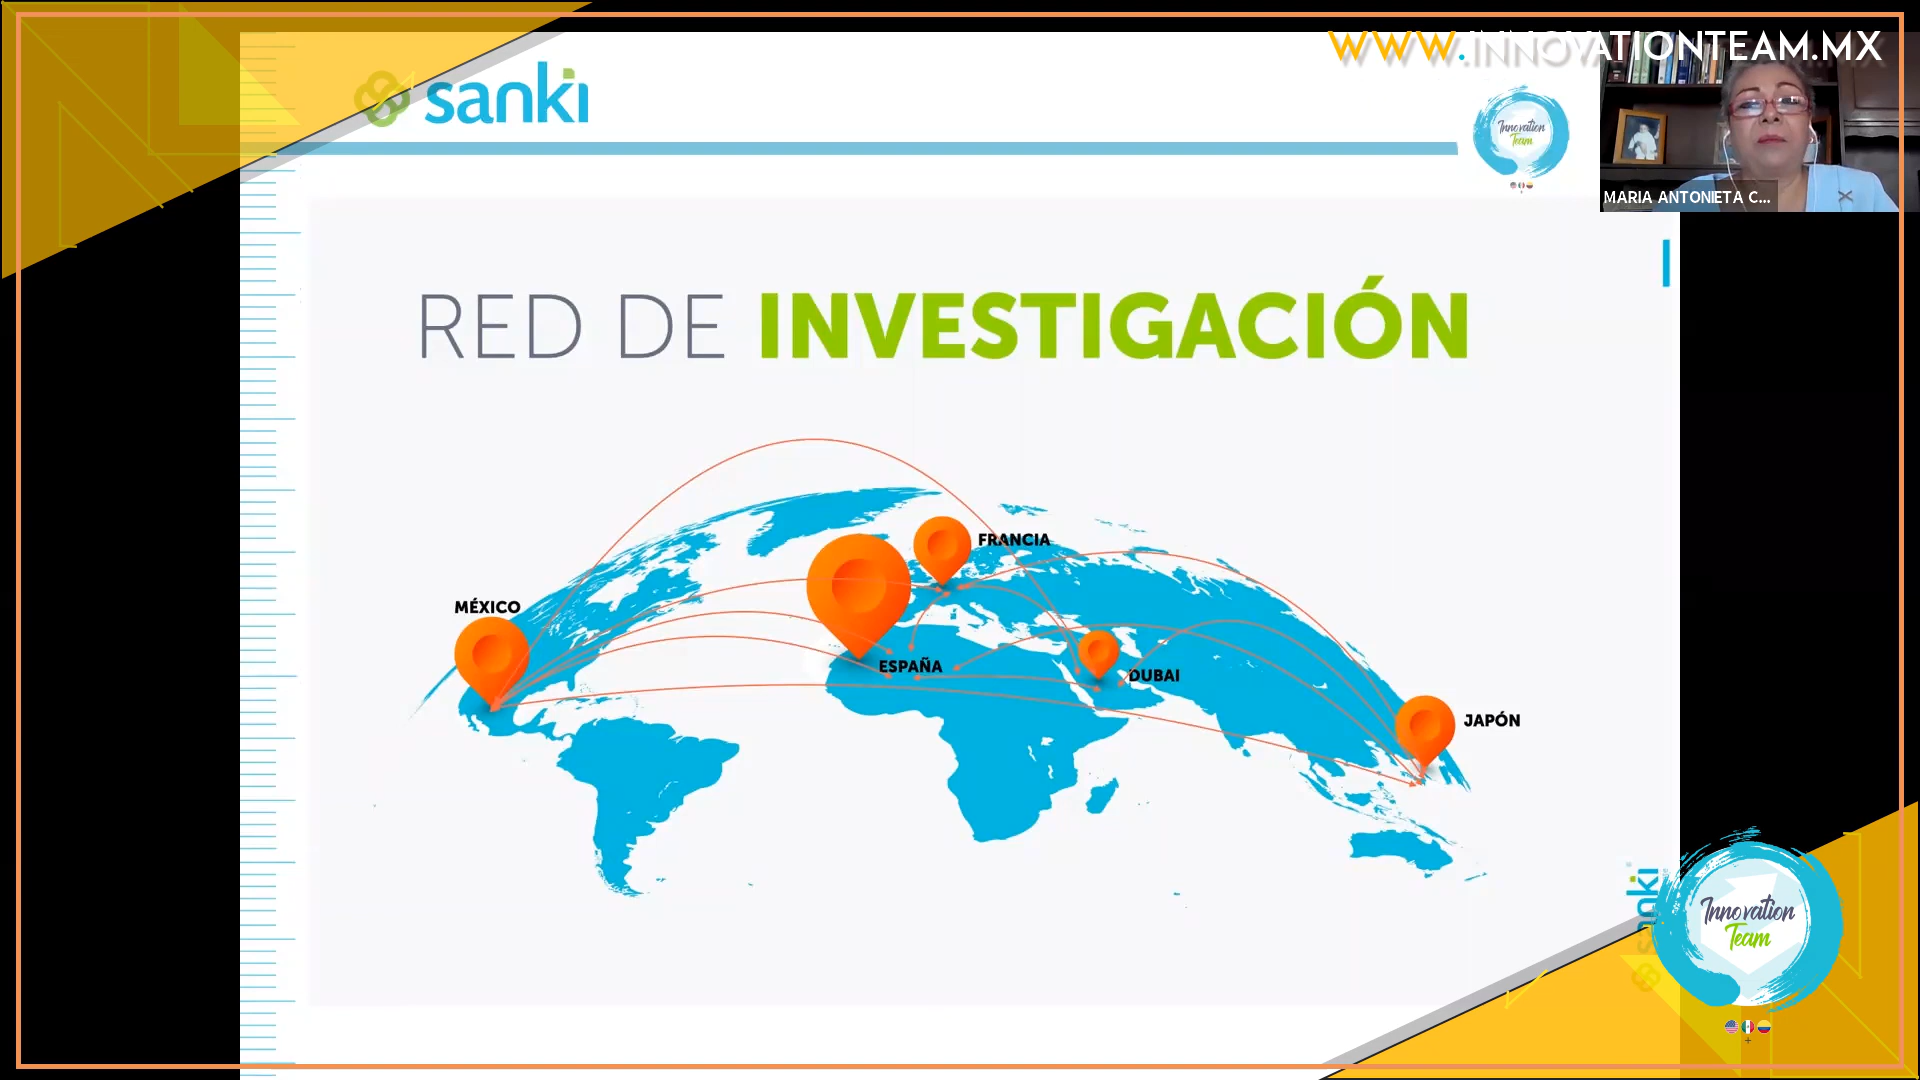 WWW.INNOVATIONTEAM.MX
sanki
Innovation
Team
MARIA ANTONIETA C...
RED DE INVESTIGACIÓN
FRANCIA
MÉXICO
ESPAÑA
DUBAI
JAPÓN
sanki
Innovation
Team
+